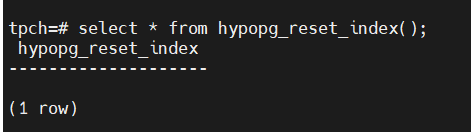 tpch=# select * from hypopg_reset_index();
hypopg_reset_index
--------------------
(1 row)